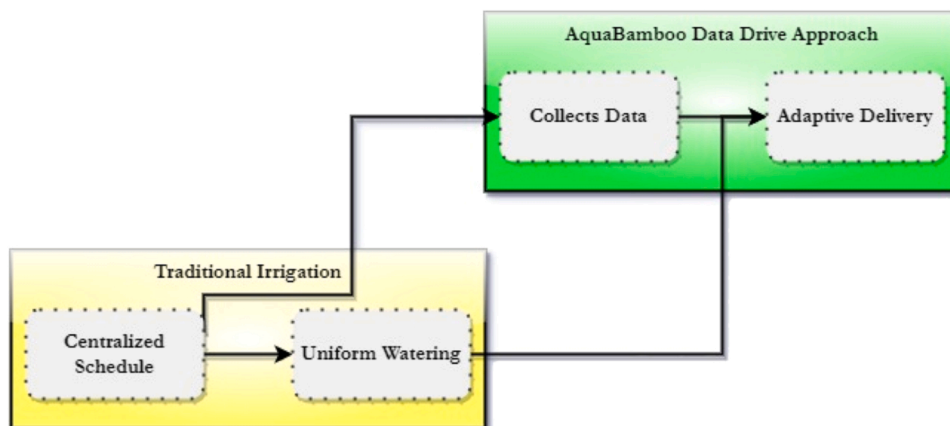 AquaBamboo Data Drive Approach
Collects Data
Adaptive Delivery
Traditional Irrigation
Centralized
Schedule
Uniform Watering